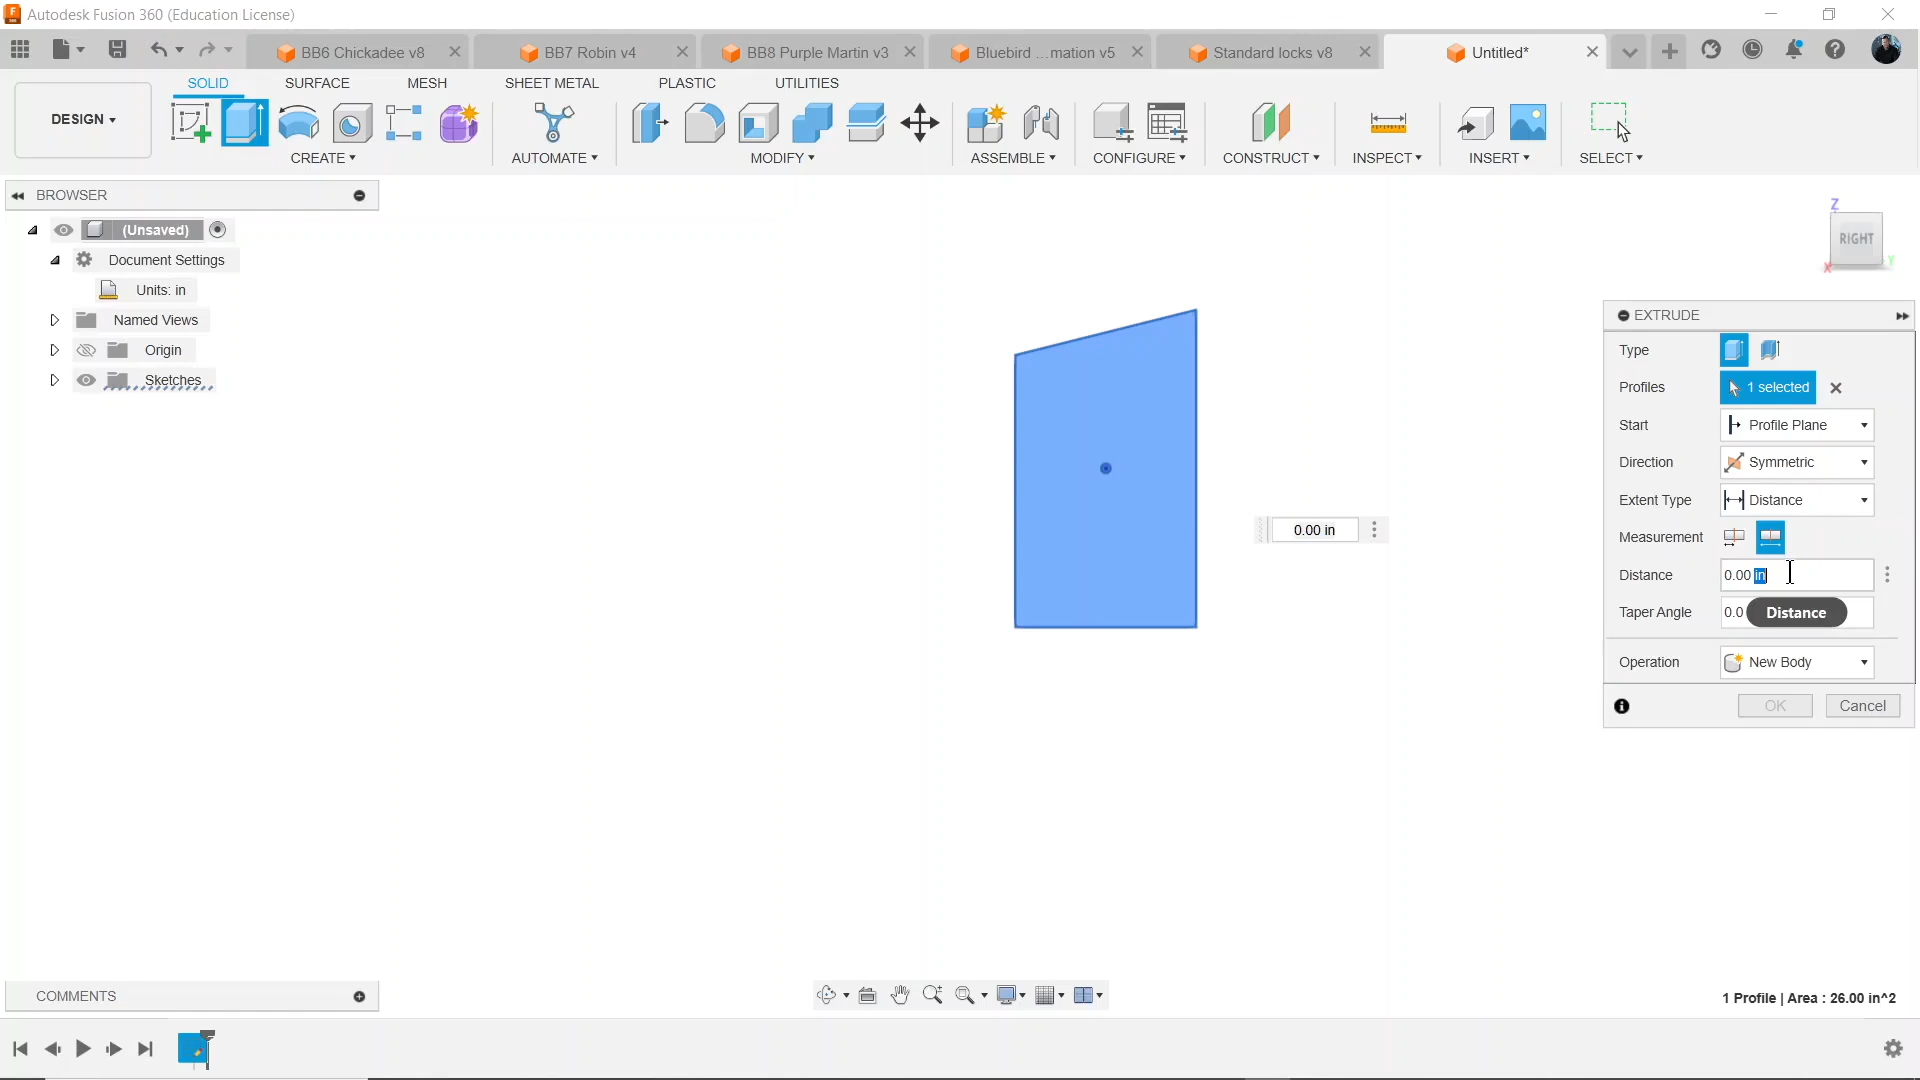 Autodesk Fusion 360 (Education License)
BB6 Chickadee v8
BB7 Robin v4
BB8 Purple Martin v3
Bluebird ...mation v5
Standard locks v8
Untitled*
SOLID
SURFACE
MESH
SHEET METAL
PLASTIC
UTILITIES
DESIGN
CREATE
AUTOMATE
MODIFY
ASSEMBLE
CONFIGURE
CONSTRUCT
INSPECT
INSERT
SELECT
BROWSER
(Unsaved)
Document Settings
Units: in
Named Views
Origin
Sketches
Z
RIGHT
X
Y
0.00 in
EXTRUDE
Type
Profiles 1 selected
Start Profile Plane
Direction Symmetric
Extent Type Distance
Measurement
Distance 0.00 in
Taper Angle 0.0
Distance
Operation New Body
OK Cancel
COMMENTS
1 Profile | Area : 26.00 in^2